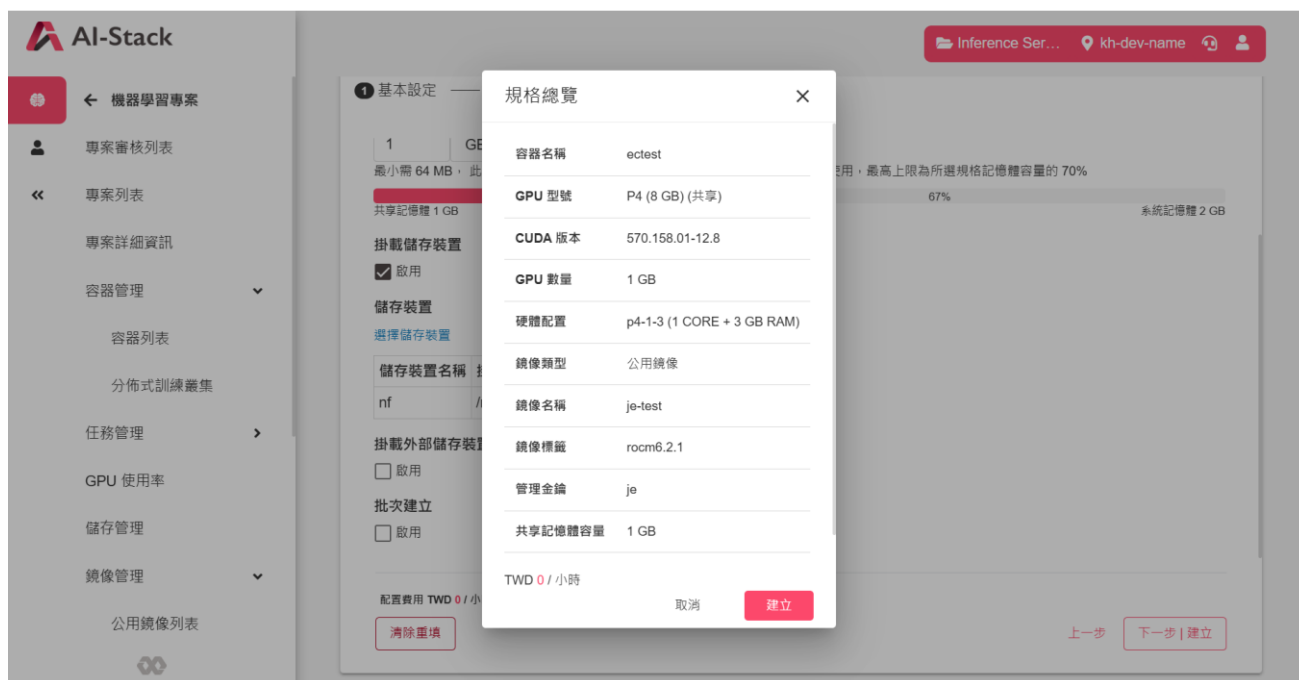 AI-Stack
Inference Ser...
kh-dev-name
機器學習專案
專案審核列表
專案列表
專案詳細資訊
容器管理
容器列表
分佈式訓練叢集
任務管理
GPU 使用率
儲存管理
鏡像管理
公用鏡像列表
1 基本設定
1
最小需 64 MB, 此
用,最高上限為所選規格記憶體容量的 70%
67%
共享記憶體 1 GB
系統記憶體 2 GB
掛載儲存裝置
啟用
儲存裝置
選擇儲存裝置
儲存裝置名稱
nf
掛載外部儲存裝置
啟用
批次建立
啟用
配置費用 TWD 0 / 小
清除重填
上一步
下一步 | 建立
規格總覽
容器名稱 ectest
GPU 型號 P4 (8 GB) (共享)
CUDA 版本 570.158.01-12.8
GPU 數量 1 GB
硬體配置 p4-1-3 (1 CORE + 3 GB RAM)
鏡像類型 公用鏡像
鏡像名稱 je-test
鏡像標籤 rocm6.2.1
管理金鑰 je
共享記憶體容量 1 GB
TWD 0 / 小時
取消
建立